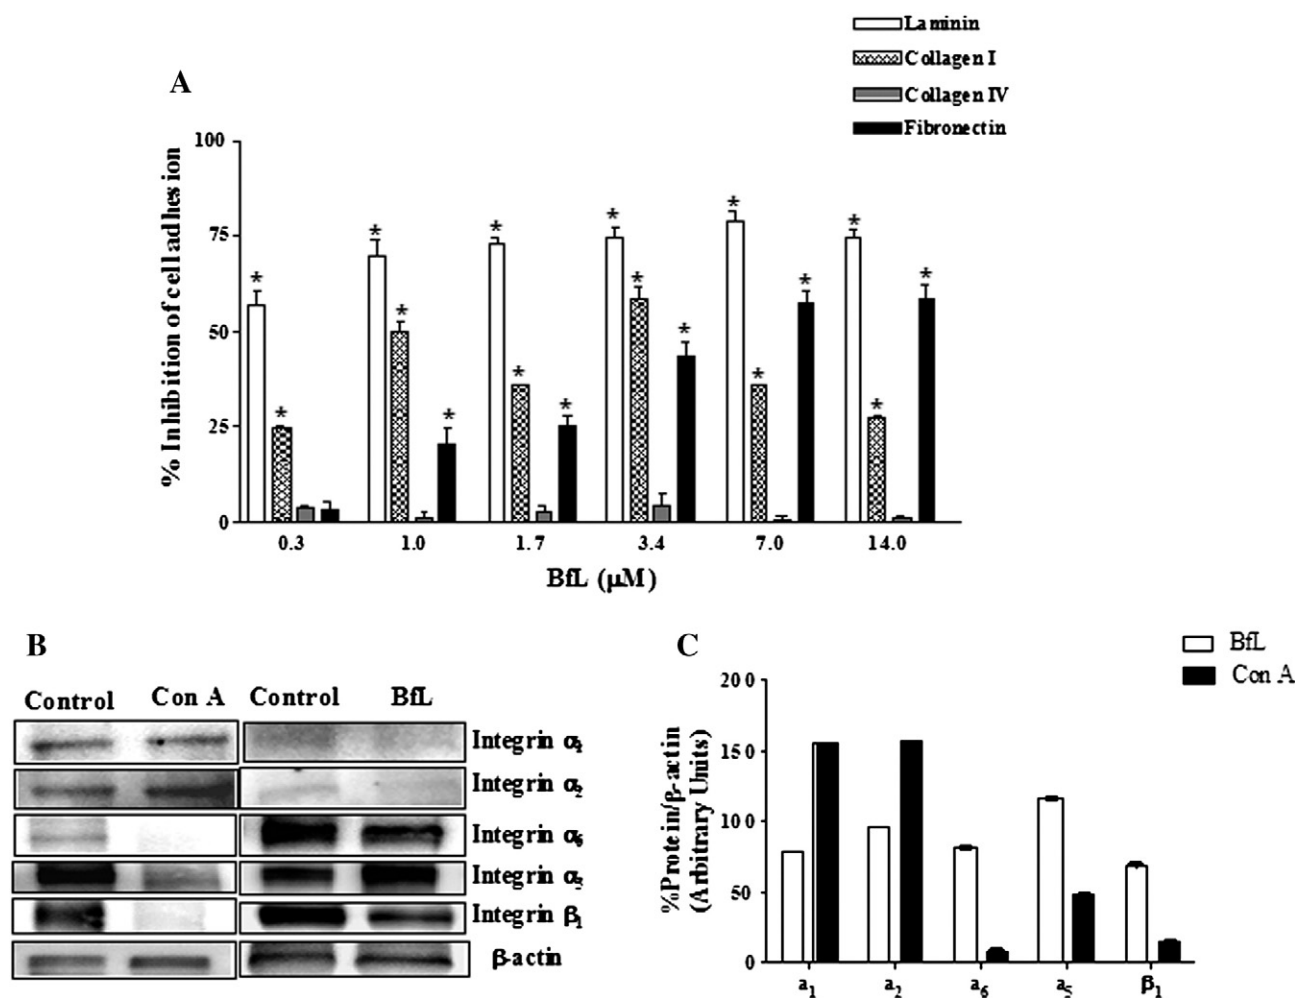 Laminin
Collagen I
Collagen IV
Fibronectin
A
% Inhibition of cell adhesion
100
75
50
25
0
* * * * * * * * * * * * * * * * *
0.3 1.0 1.7 3.4 7.0 14.0
BfL (μM)
B
Control Con A Control BfL
Integrin α1
Integrin α2
Integrin α6
Integrin α5
Integrin β1
β-actin
C
BfL
Con A
%Protein/β-actin
(Arbitrary Units)
200
150
100
50
0
a1 a2 a6 a5 β1